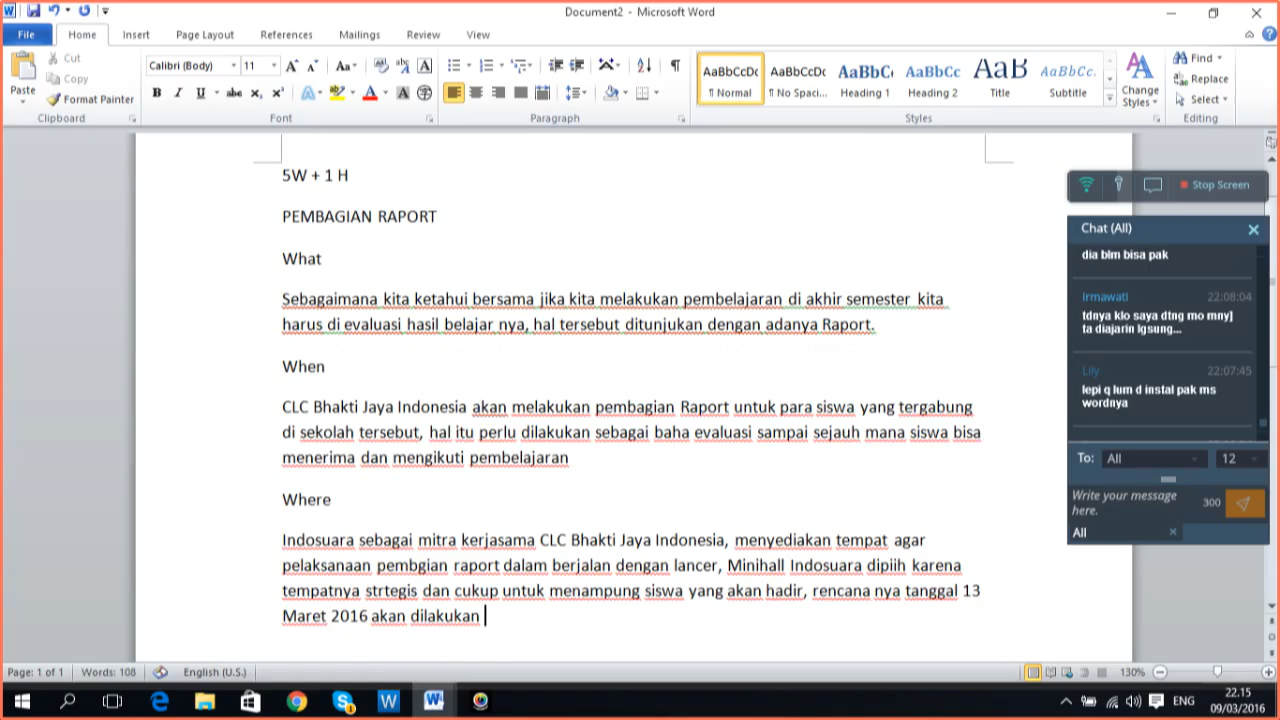 Document2 - Microsoft Word
File Home Insert Page Layout References Mailings Review View
Cut
Copy
Format Painter
Paste
Calibri (Body) 11
AaBbCcDc AaBbCcDc AaBbC AaBbCc AaB AaBbCc.
¶ Normal ¶ No Spaci... Heading 1 Heading 2 Title Subtitle
Change Styles
Find
Replace
Select
Clipboard Font Paragraph Styles Editing
5W + 1 H
PEMBAGIAN RAPORT
What
Sebagaimana kita ketahui bersama jika kita melakukan pembelajaran di akhir semester kita
harus di evaluasi hasil belajar nya, hal tersebut ditunjukan dengan adanya Raport.
When
CLC Bhakti Jaya Indonesia akan melakukan pembagian Raport untuk para siswa yang tergabung
di sekolah tersebut, hal itu perlu dilakukan sebagai baha evaluasi sampai sejauh mana siswa bisa
menerima dan mengikuti pembelajaran
Where
Indosuara sebagai mitra kerjasama CLC Bhakti Jaya Indonesia, menyediakan tempat agar
pelaksanaan pembgian raport dalam berjalan dengan lancer, Minihall Indosuara dipiih karena
tempatnya strtegis dan cukup untuk menampung siswa yang akan hadir, rencana nya tanggal 13
Maret 2016 akan dilakukan
Stop Screen
Chat (All)
dia blm bisa pak
Irmawati 22:08:04
tdnya klo saya dtng mo mny]
ta diajarin lgsung...
Lily 22:07:45
lepi q lum d instal pak ms
wordnya
To: All 12
Write your message
here. 300
All
Page: 1 of 1 Words: 108 English (U.S.) 130%
ENG
22.15
09/03/2016